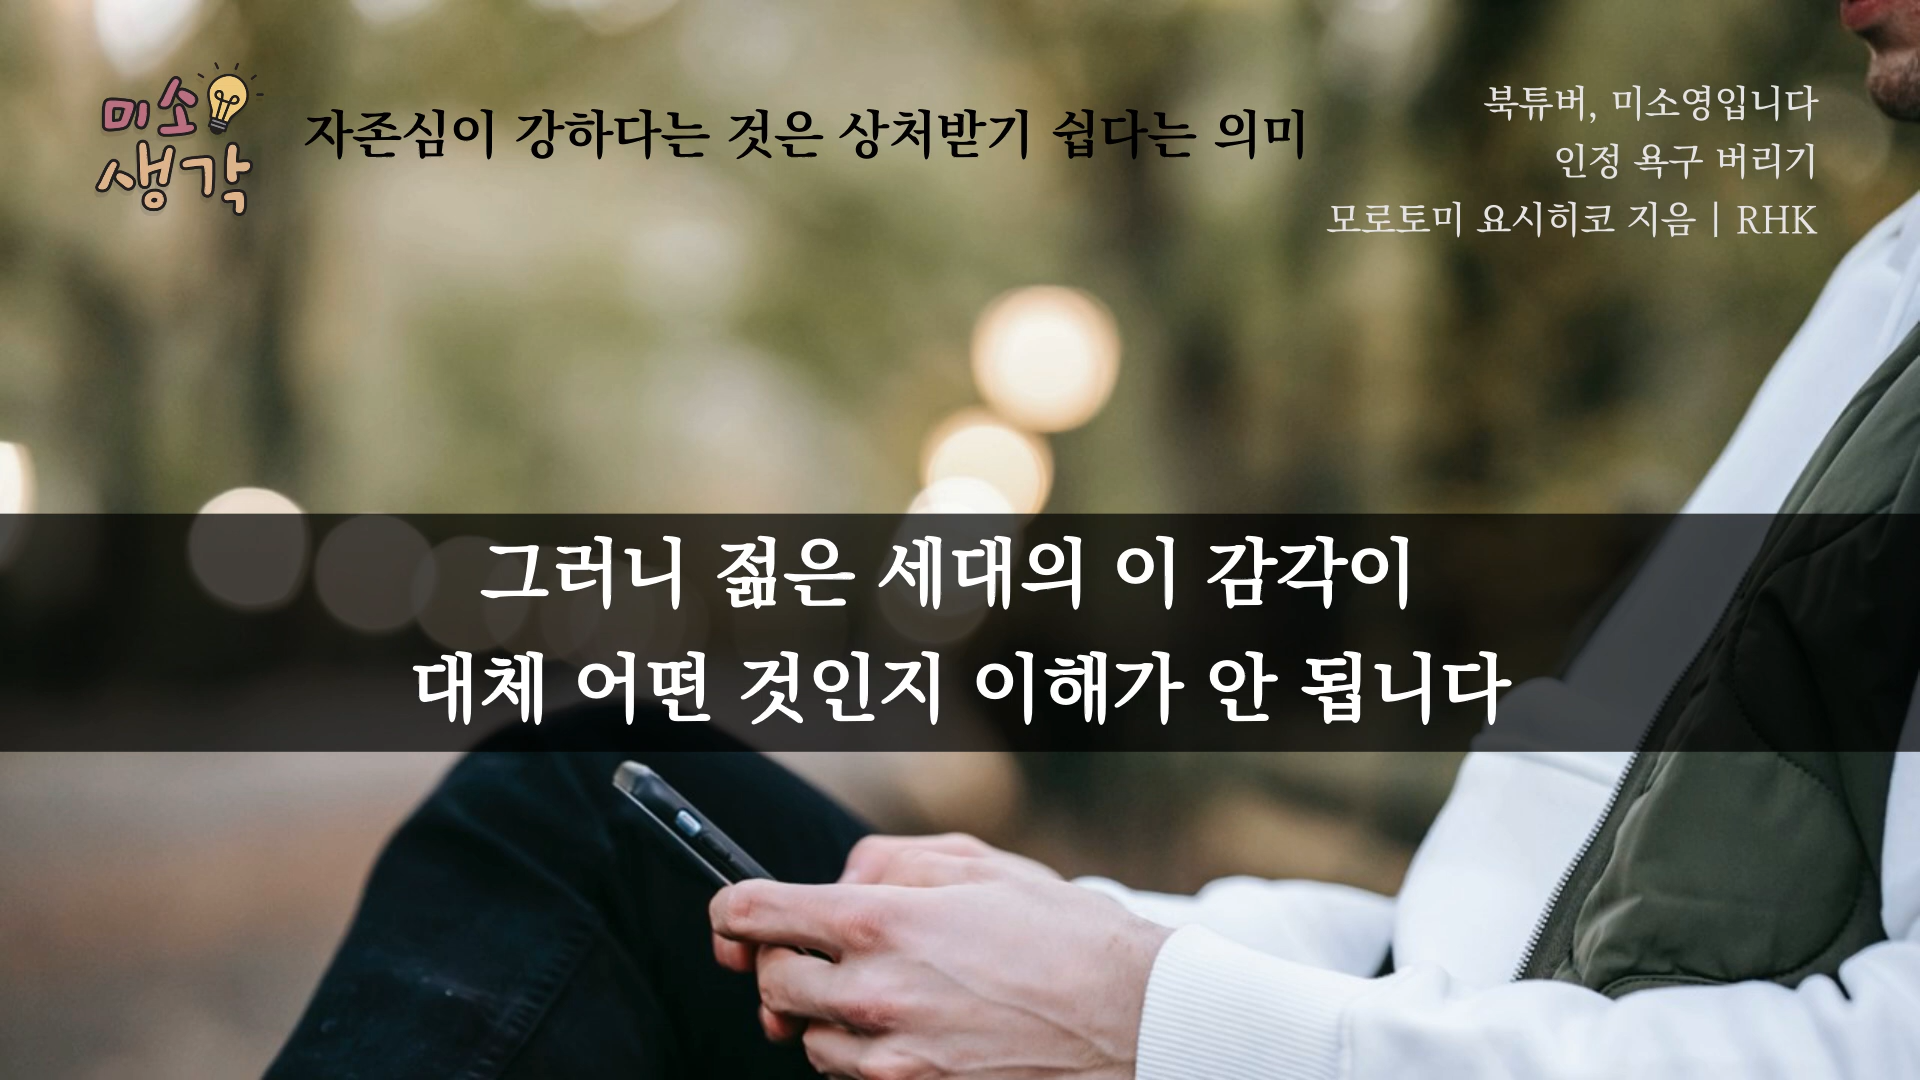 미소
생각
자존심이 강하다는 것은 상처받기 쉽다는 의미
북튜버, 미소영입니다
인정 욕구 버리기
모로토미 요시히코 지음 | RHK
그러니 젊은 세대의 이 감각이
대체 어떤 것인지 이해가 안 됩니다